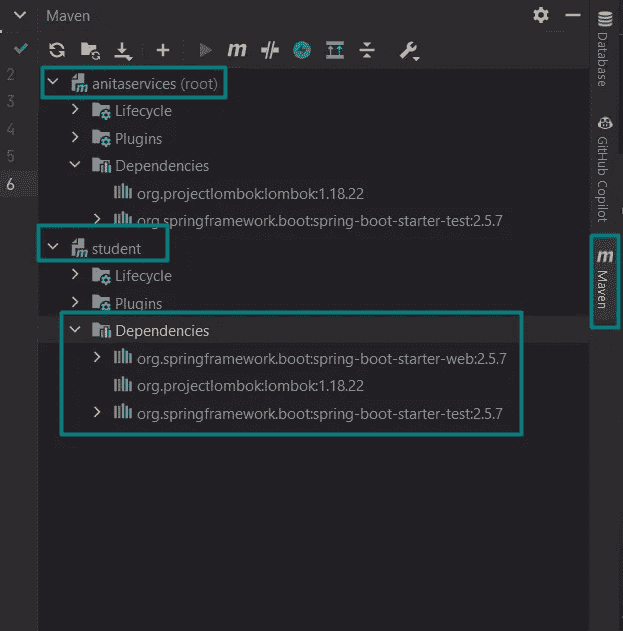 Maven
anitaservices (root)
Lifecycle
Plugins
Dependencies
org.projectlombok:lombok:1.18.22
org.springframework.boot:spring-boot-starter-test:2.5.7
student
Lifecycle
Plugins
Dependencies
org.springframework.boot:spring-boot-starter-web:2.5.7
org.projectlombok:lombok:1.18.22
org.springframework.boot:spring-boot-starter-test:2.5.7
2
3
4
5
6
Database
GitHub Copilot
m
Maven